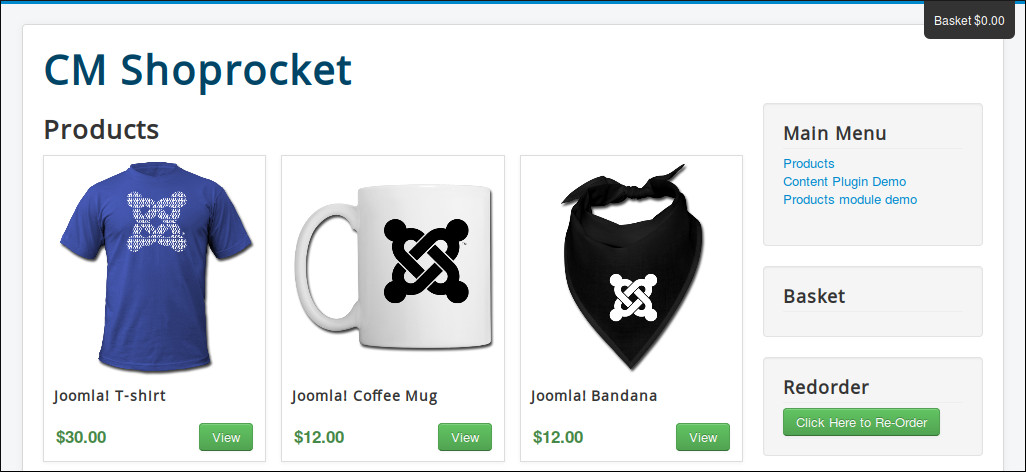 Basket $0.00
CM Shoprocket
Products
Joomla! T-shIrt
$30.00
View
Joomla! Coffee Mug
$12.00
View
Joomla! Bandana
$12.00
View
Main Menu
Products
Content Plugin Demo
Products module demo
Basket
Redorder
Click Here to Re-Order